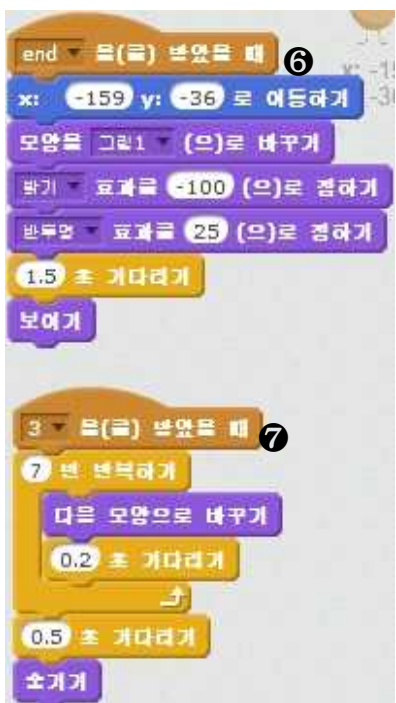 end 을(를) 받았을 때
❻
x: -159 y: -36 로 이동하기
모양을 그림1 (으)로 바꾸기
밝기 효과를 -100 (으)로 정하기
반투명 효과를 25 (으)로 정하기
1.5 초 기다리기
보이기
3 을(를) 받았을 때
❼
7 번 반복하기
다음 모양으로 바꾸기
0.2 초 기다리기
0.5 초 기다리기
숨기기